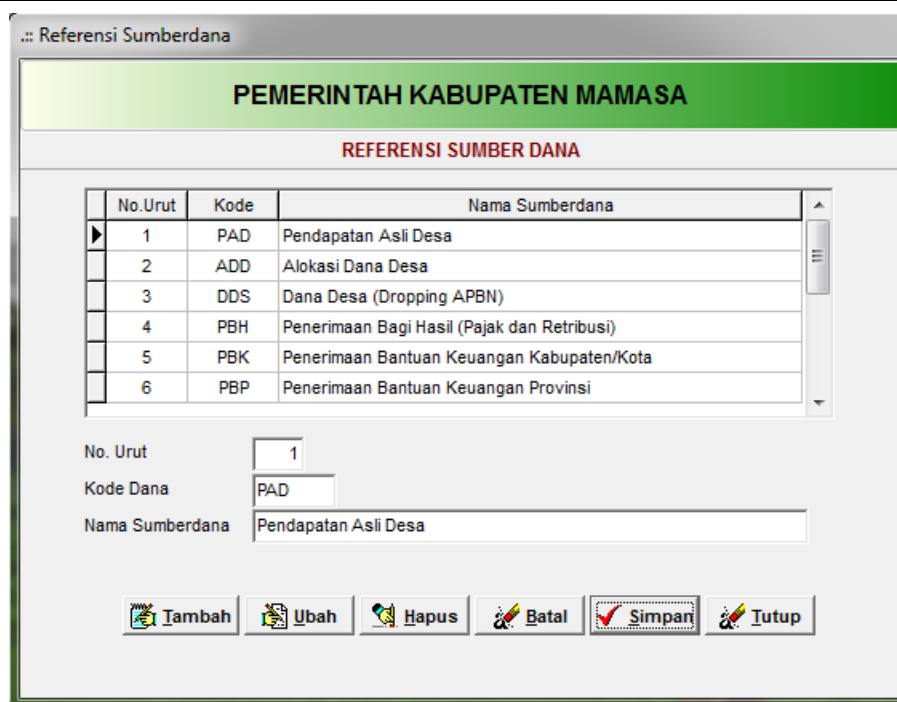 .:: Referensi Sumberdana
PEMERINTAH KABUPATEN MAMASA
REFERENSI SUMBER DANA
No.Urut Kode Nama Sumberdana
1 PAD Pendapatan Asli Desa
2 ADD Alokasi Dana Desa
3 DDS Dana Desa (Dropping APBN)
4 PBH Penerimaan Bagi Hasil (Pajak dan Retribusi)
5 PBK Penerimaan Bantuan Keuangan Kabupaten/Kota
6 PBP Penerimaan Bantuan Keuangan Provinsi
No. Urut 1
Kode Dana PAD
Nama Sumberdana Pendapatan Asli Desa
Tambah Ubah Hapus Batal Simpan Tutup